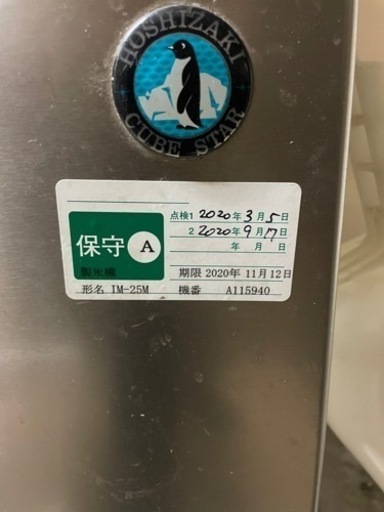 HOSHIZAKI
CUBE STAR
保守 A
点検1 2020年3月5日
2 2020年9月17日
年 月 日
製氷機
期限 2020年 11月12日
形名 IM-25M
機番 A115940